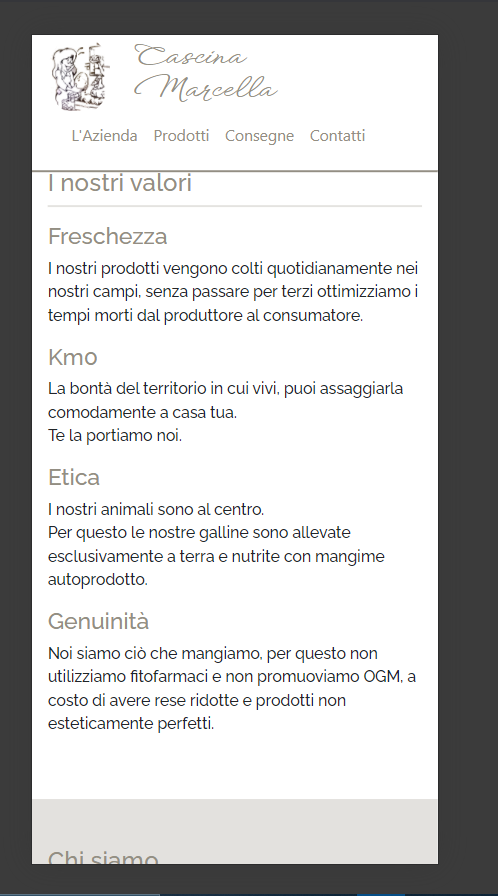 Cascina
Marcella
L'Azienda Prodotti Consegne Contatti
I nostri valori
Freschezza
I nostri prodotti vengono colti quotidianamente nei
nostri campi, senza passare per terzi ottimizziamo i
tempi morti dal produttore al consumatore.
Km0
La bontà del territorio in cui vivi, puoi assaggiarla
comodamente a casa tua.
Te la portiamo noi.
Etica
I nostri animali sono al centro.
Per questo le nostre galline sono allevate
esclusivamente a terra e nutrite con mangime
autoprodotto.
Genuinità
Noi siamo ciò che mangiamo, per questo non
utilizziamo fitofarmaci e non promuoviamo OGM, a
costo di avere rese ridotte e prodotti non
esteticamente perfetti.
Chi siamo